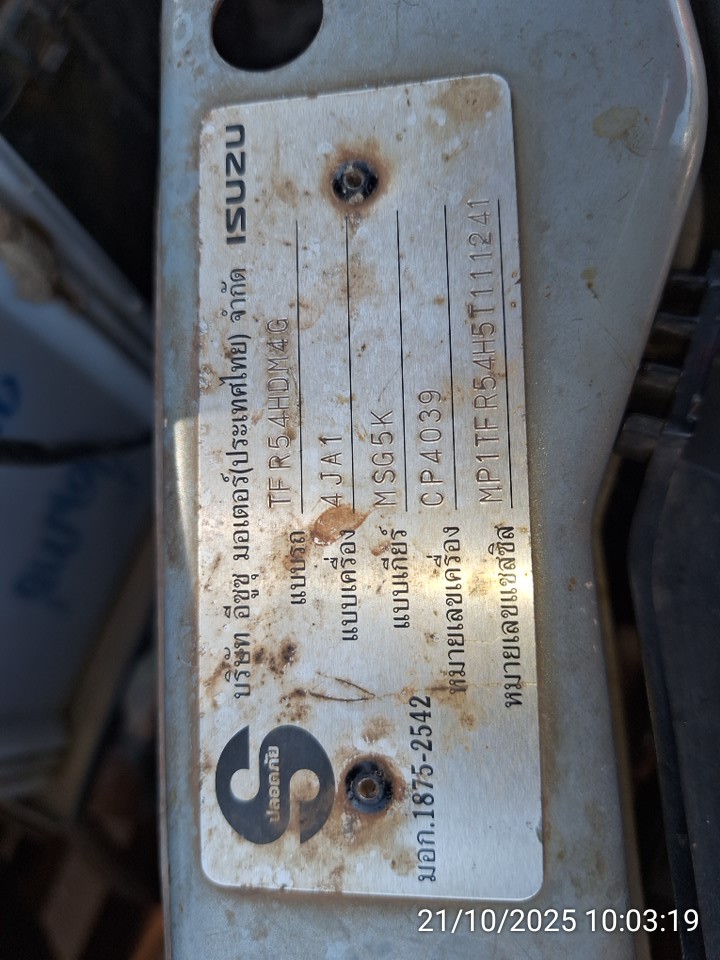 บริษัท อีซูซุ มอเตอร์(ประเทศไทย) จำกัด ISUZU
แบบรถ TFR54HDM4G
แบบเครื่อง 4JA1
แบบเกียร์ MSG5K
หมายเลขเครื่อง CP4039
หมายเลขแชสซีส MP1TFR54H5T111241
ปลอดภัย
มอก.1875-2542
21/10/2025 10:03:19